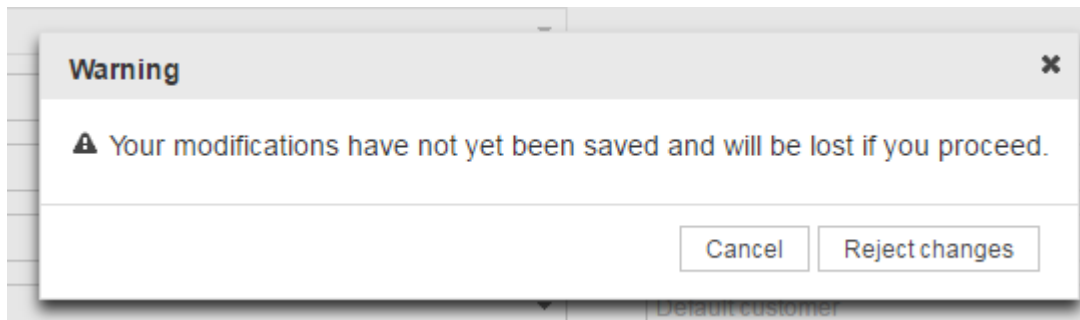 Warning
Your modifications have not yet been saved and will be lost if you proceed.
Cancel Reject changes
Default customer